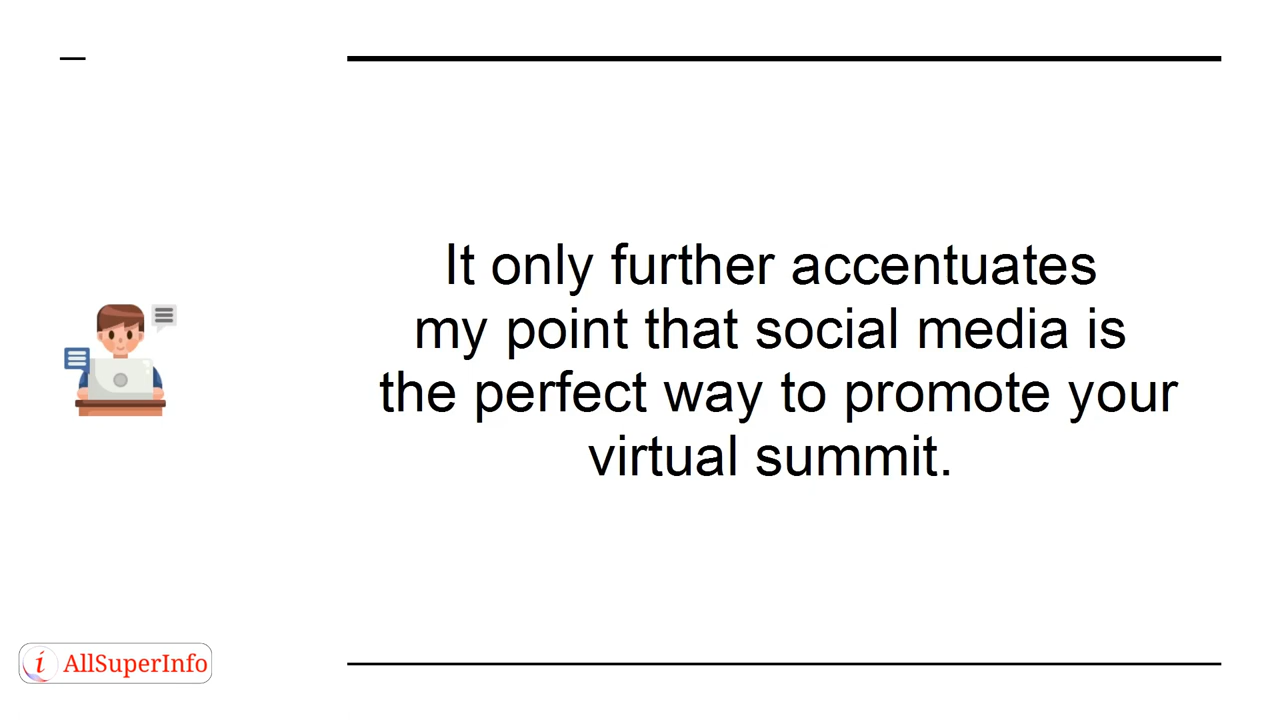 It only further accentuates
my point that social media is
the perfect way to promote your
virtual summit.
i AllSuperInfo